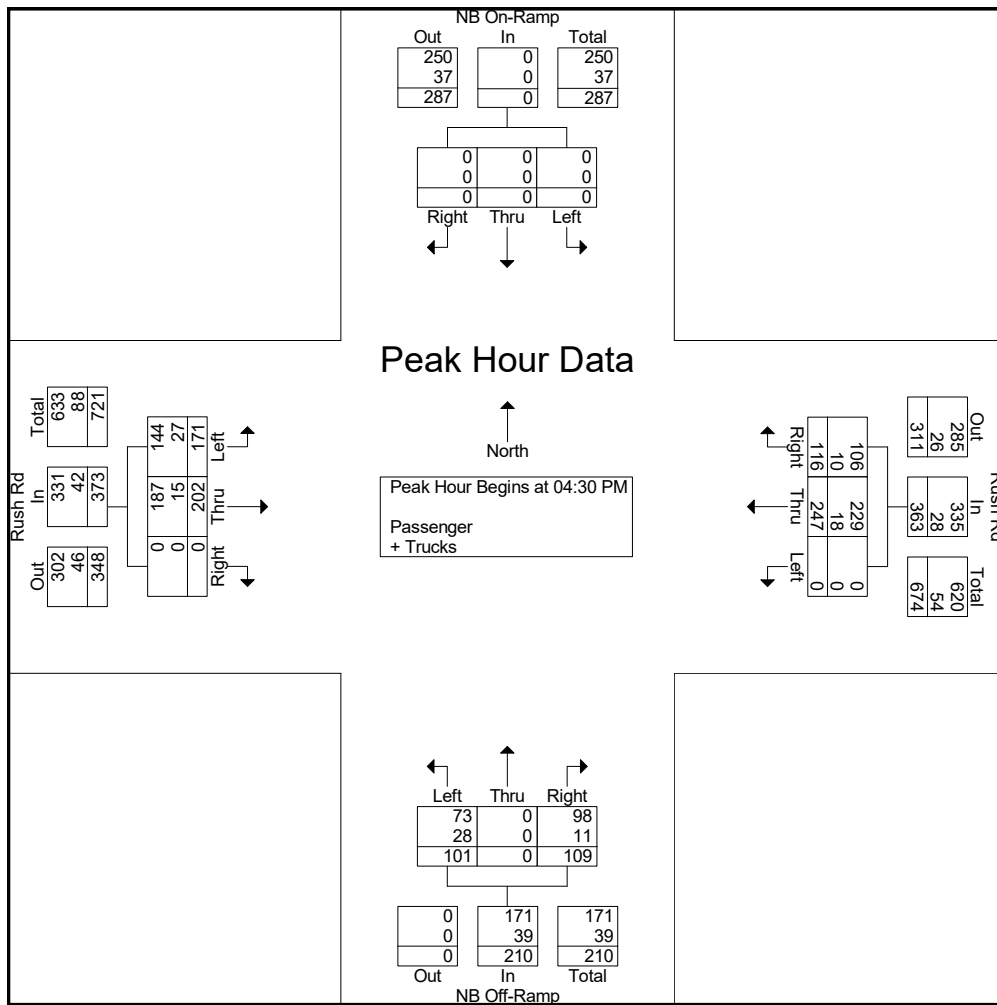 NB On-Ramp
Out In Total
250 0 250
37 0 37
287 0 287
0 0 0
0 0 0
0 0 0
Right Thru Left
Peak Hour Data
North
Peak Hour Begins at 04:30 PM
Passenger
+ Trucks
Rush Rd
Out In Total
302 331 633
46 42 88
348 373 721
Right Thru Left
0 187 144
0 15 27
0 202 171
Rush Rd
Out In Total
285 335 620
26 28 54
311 363 674
106 229 0
10 18 0
116 247 0
Right Thru Left
Left Thru Right
73 0 98
28 0 11
101 0 109
0 171 171
0 39 39
0 210 210
Out In Total
NB Off-Ramp